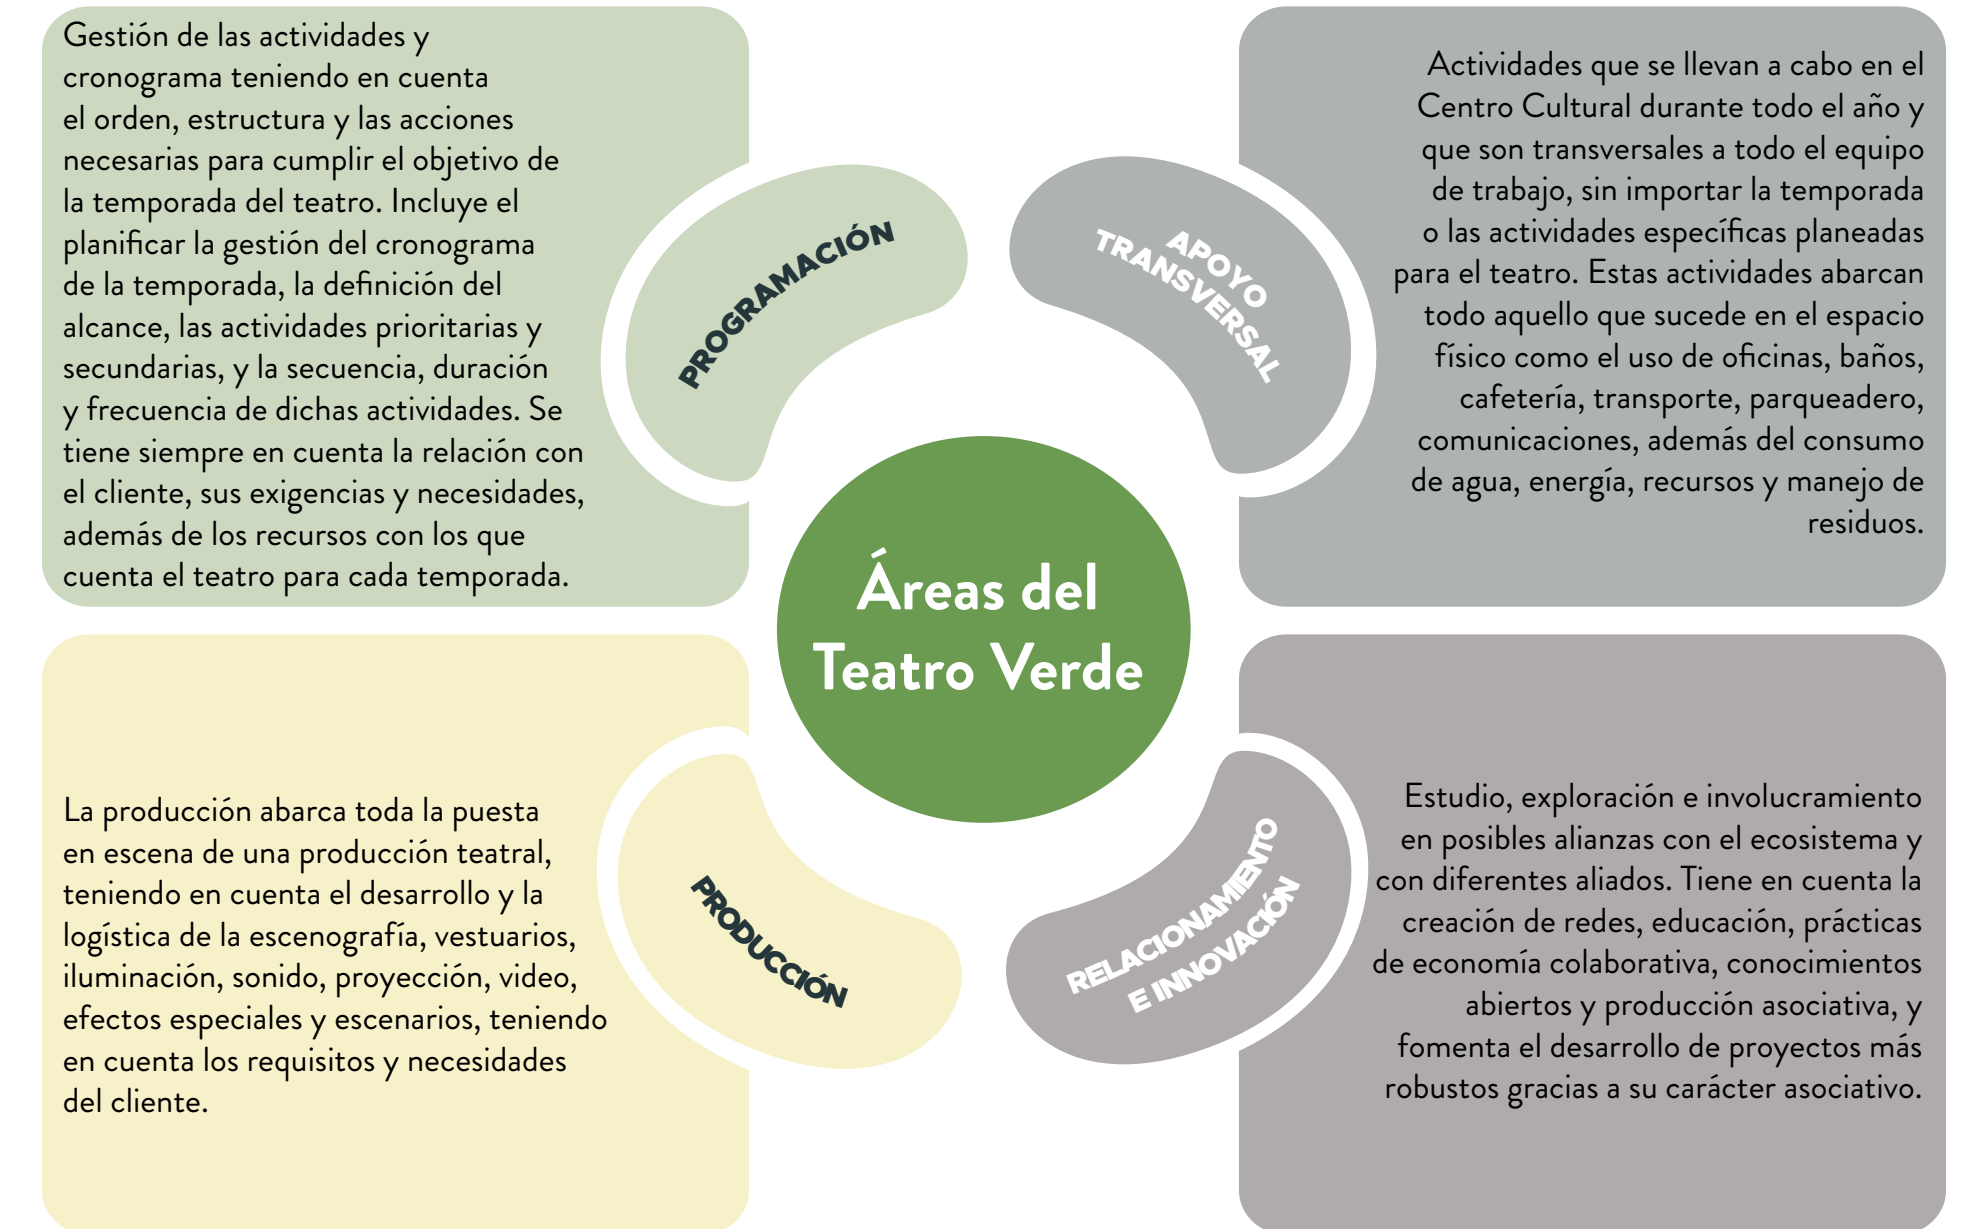 Gestión de las actividades y
cronograma teniendo en cuenta
el orden, estructura y las acciones
necesarias para cumplir el objetivo de
la temporada del teatro. Incluye el
planificar la gestión del cronograma
de la temporada, la definición del
alcance, las actividades prioritarias y
secundarias, y la secuencia, duración
y frecuencia de dichas actividades. Se
tiene siempre en cuenta la relación con
el cliente, sus exigencias y necesidades,
además de los recursos con los que
cuenta el teatro para cada temporada.
PROGRAMACIÓN
APOYO
TRANSVERSAL
Actividades que se llevan a cabo en el
Centro Cultural durante todo el año y
que son transversales a todo el equipo
de trabajo, sin importar la temporada
o las actividades específicas planeadas
para el teatro. Estas actividades abarcan
todo aquello que sucede en el espacio
físico como el uso de oficinas, baños,
cafetería, transporte, parqueadero,
comunicaciones, además del consumo
de agua, energía, recursos y manejo de
residuos.
Áreas del
Teatro Verde
La producción abarca toda la puesta
en escena de una producción teatral,
teniendo en cuenta el desarrollo y la
logística de la escenografía, vestuarios,
iluminación, sonido, proyección, video,
efectos especiales y escenarios, teniendo
en cuenta los requisitos y necesidades
del cliente.
PRODUCCIÓN
RELACIONAMIENTO
E INNOVACIÓN
Estudio, exploración e involucramiento
en posibles alianzas con el ecosistema y
con diferentes aliados. Tiene en cuenta la
creación de redes, educación, prácticas
de economía colaborativa, conocimientos
abiertos y producción asociativa, y
fomenta el desarrollo de proyectos más
robustos gracias a su carácter asociativo.